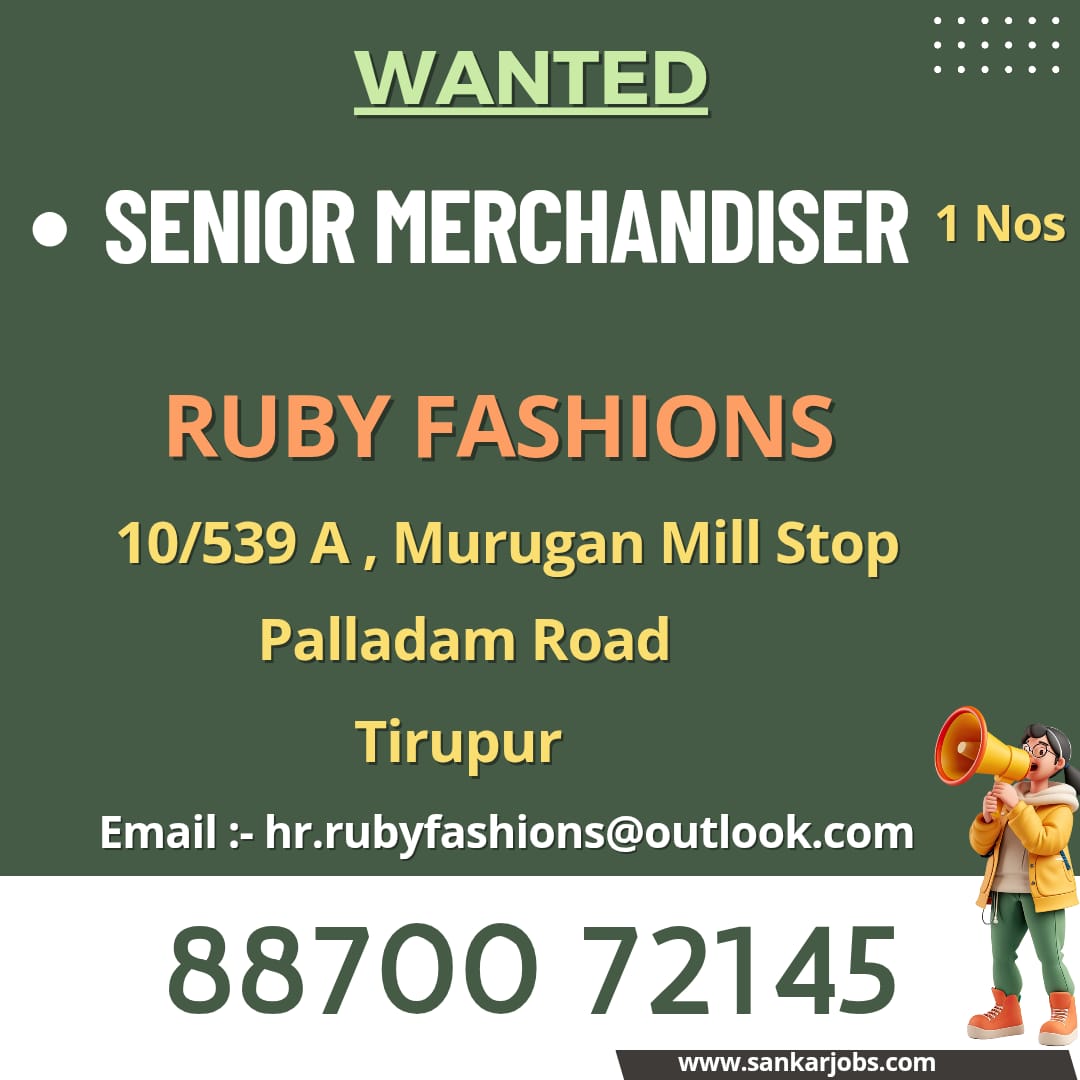 WANTED
• SENIOR MERCHANDISER 1 Nos
RUBY FASHIONS
10/539 A , Murugan Mill Stop
Palladam Road
Tirupur
Email :- hr.rubyfashions@outlook.com
88700 72145
www.sankarjobs.com